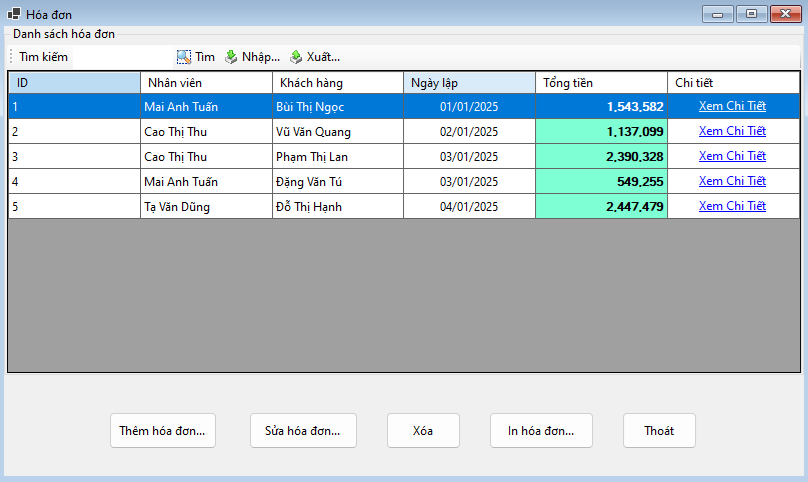 Hóa đơn
Danh sách hóa đơn
Tìm kiếm Tìm Nhập... Xuất...
ID Nhân viên Khách hàng Ngày lập Tổng tiền Chi tiết
1 Mai Anh Tuấn Bùi Thị Ngọc 01/01/2025 1,543,582 Xem Chi Tiết
2 Cao Thị Thu Vũ Văn Quang 02/01/2025 1,137,099 Xem Chi Tiết
3 Cao Thị Thu Phạm Thị Lan 03/01/2025 2,390,328 Xem Chi Tiết
4 Mai Anh Tuấn Đặng Văn Tú 03/01/2025 549,255 Xem Chi Tiết
5 Tạ Văn Dũng Đỗ Thị Hạnh 04/01/2025 2,447,479 Xem Chi Tiết
Thêm hóa đơn... Sửa hóa đơn... Xóa In hóa đơn... Thoát